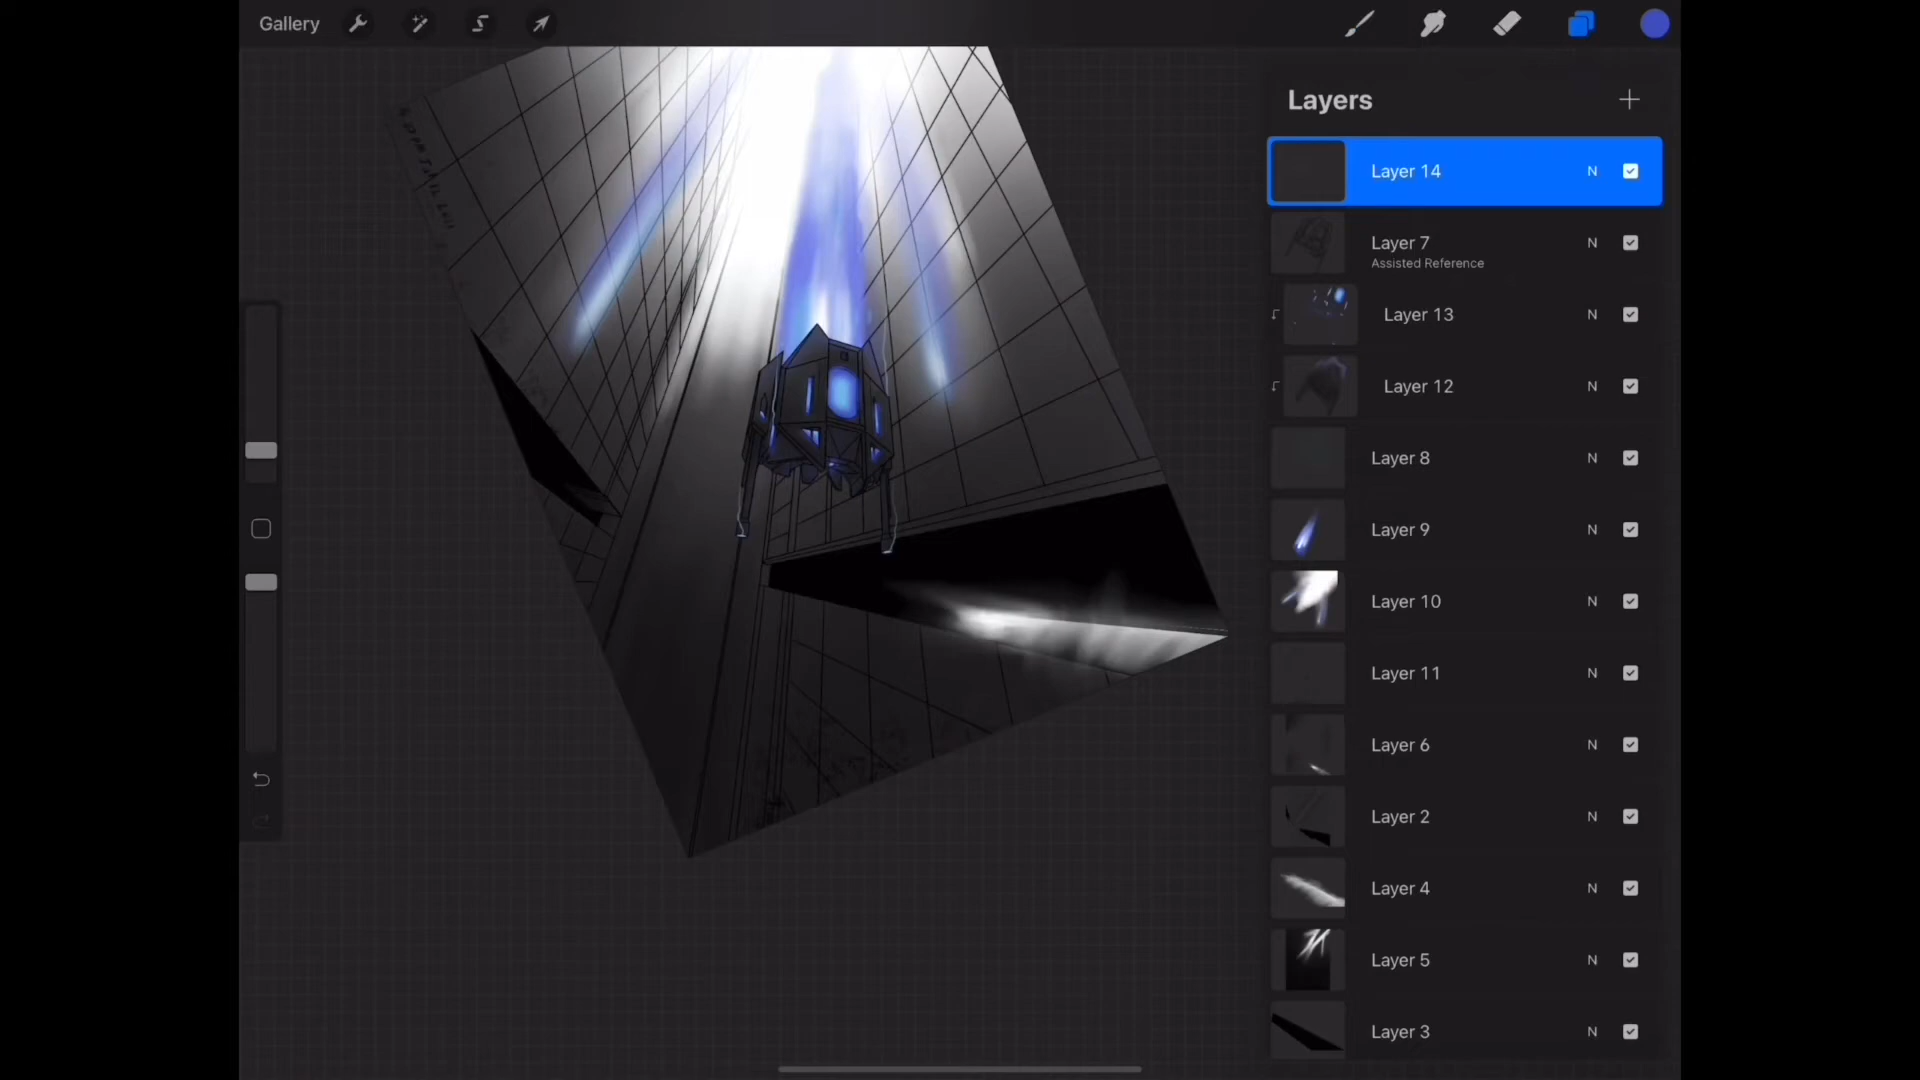 Gallery
Layers
Layer 14 N
Layer 7 N
Assisted Reference
Layer 13 N
Layer 12 N
Layer 8 N
Layer 9 N
Layer 10 N
Layer 11 N
Layer 6 N
Layer 2 N
Layer 4 N
Layer 5 N
Layer 3 N